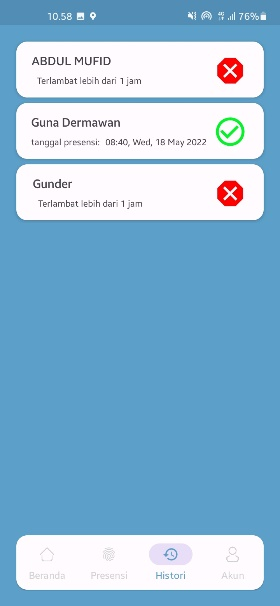 10.58
76%
ABDUL MUFID
Terlambat lebih dari 1 jam
Guna Dermawan
tanggal presensi: 08:40, Wed, 18 May 2022
Gunder
Terlambat lebih dari 1 jam
Beranda Presensi Histori Akun